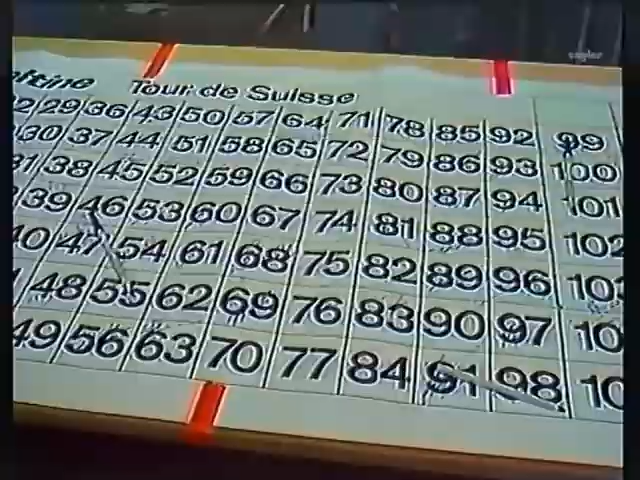 Tour de Suisse
29 36 43 50 57 64 71 78 85 92 99
30 37 44 51 58 65 72 79 86 93 100
38 45 52 59 66 73 80 87 94 101
39 46 53 60 67 74 81 88 95 102
47 54 61 68 75 82 89 96
48 55 62 69 76 83 90 97
49 56 63 70 77 84 91 98